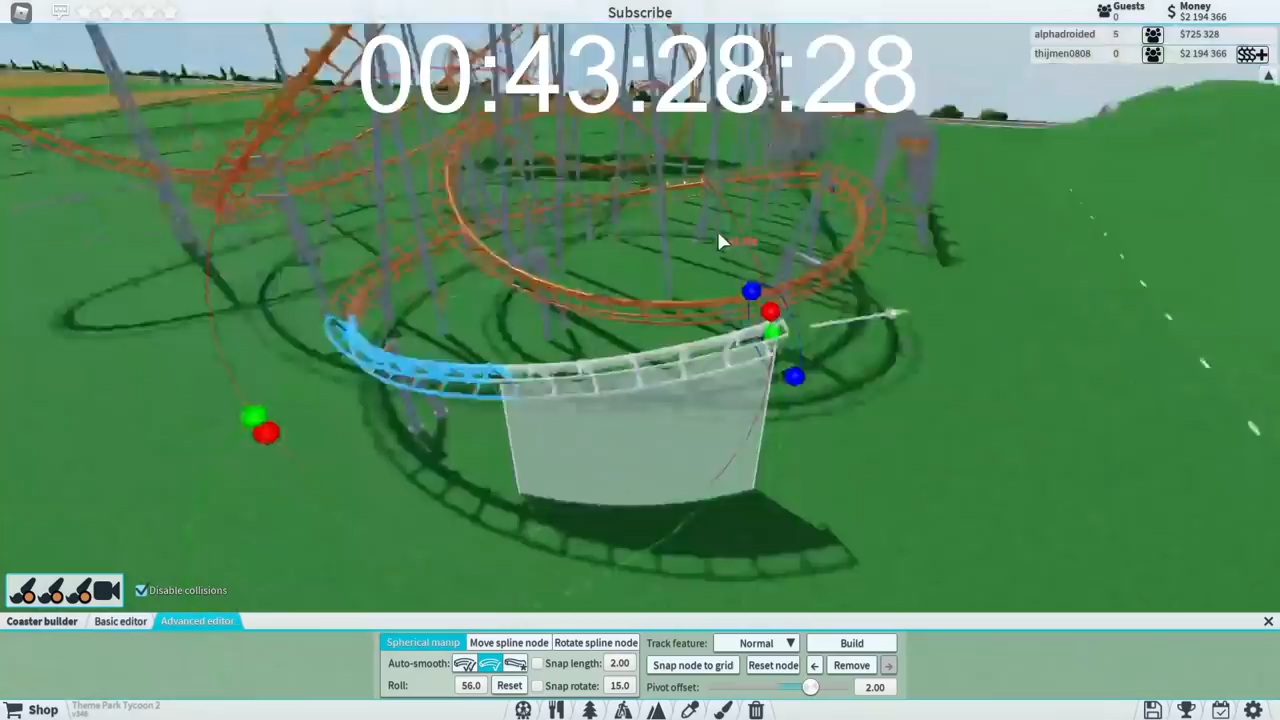 Subscribe
Guests
0
Money
$2 194 366
alphadroided 5 $725 328
thijmen0808 0 $2 194 366 $$$+
00:43:28:28
Disable collisions
Coaster builder Basic editor Advanced editor
Spherical manip Move spline node Rotate spline node Track feature: Normal Build
Auto-smooth: Snap length: 2.00 Snap node to grid Reset node Remove
Roll: 56.0 Reset Snap rotate: 15.0 Pivot offset: 2.00
Shop Theme Park Tycoon 2
v348